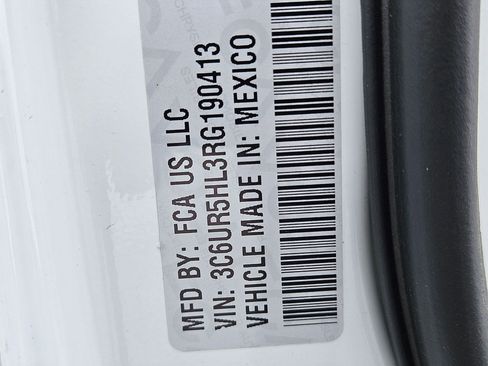 MFD BY: FCA US LLC
VIN: 3C6UR5HL3RG190413
VEHICLE MADE IN: MEXICO